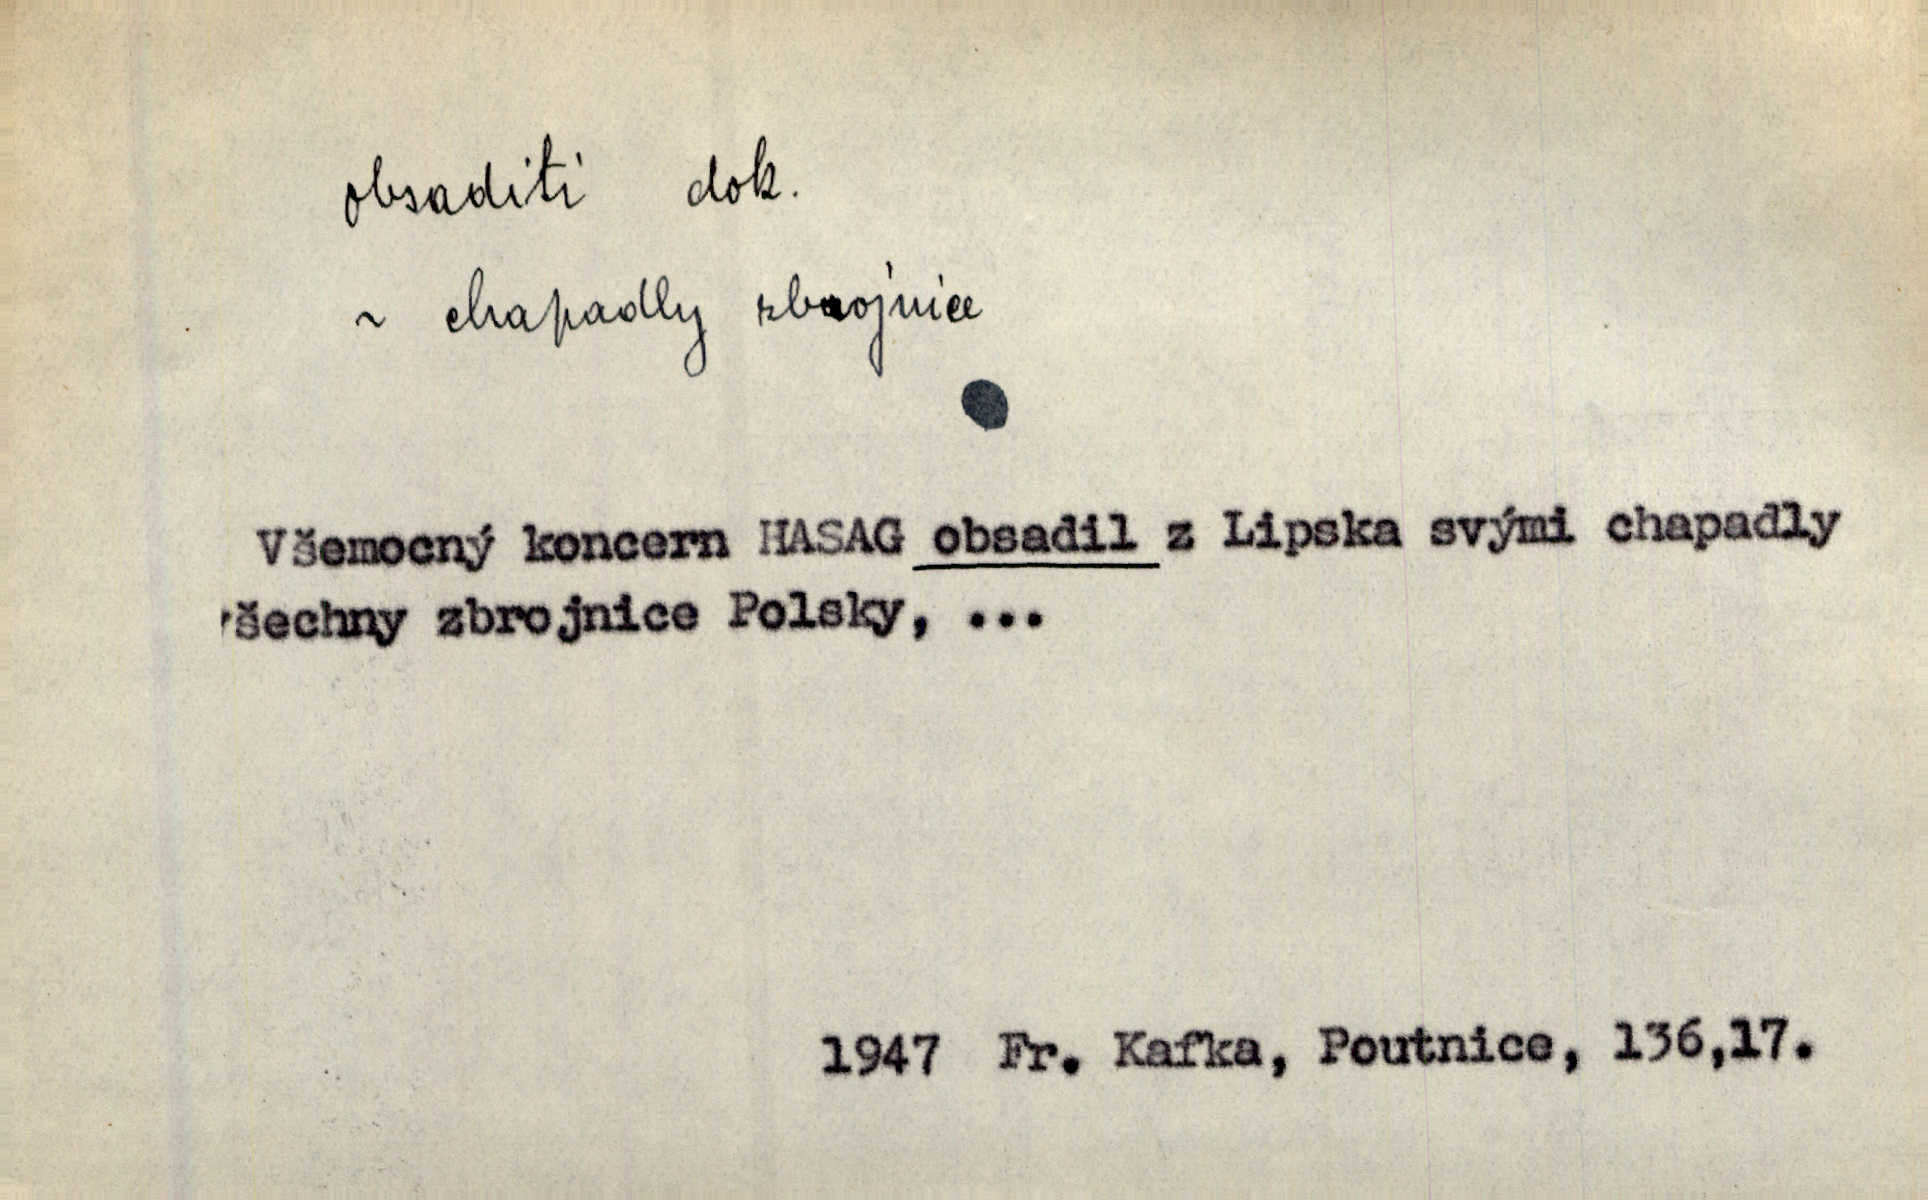 obsaditi dok.
~ chapadly zbrojnice
Všemocný koncern HASAG obsadil z Lipska svými chapadly
všechny zbrojnice Polsky, ...
1947 Fr. Kafka, Poutnice, 136,17.